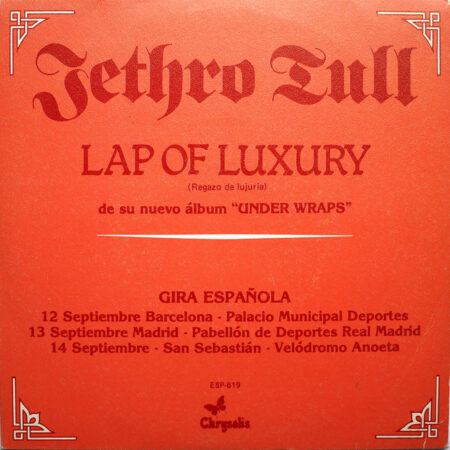 Jethro Tull
LAP OF LUXURY
(Regazo de lujuria)
de su nuevo álbum "UNDER WRAPS"
GIRA ESPAÑOLA
12 Septiembre Barcelona - Palacio Municipal Deportes
13 Septiembre Madrid - Pabellón de Deportes Real Madrid
14 Septiembre - San Sebastián - Velódromo Anoeta
ESP-619
Chrysalis